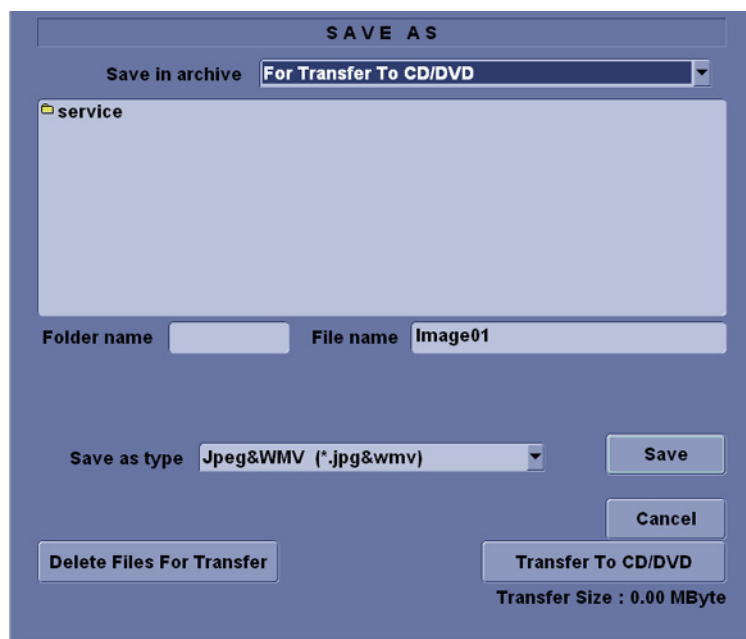 SAVE AS
Save in archive For Transfer To CD/DVD
service
Folder name File name Image01
Save as type Jpeg&WMV (*.jpg&wmv) Save
Cancel
Delete Files For Transfer Transfer To CD/DVD
Transfer Size : 0.00 MByte